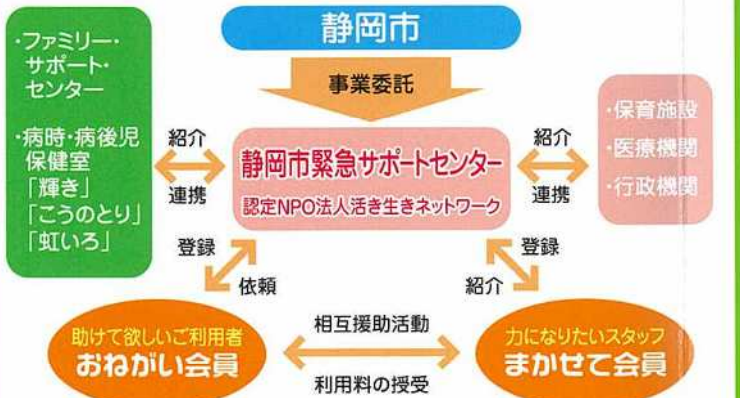 静岡市
事業委託
・ファミリー・
サポート・
センター
・病時・病後児
保健室
「輝き」
「こうのとり」
「虹いろ」
紹介
連携
静岡市緊急サポートセンター
認定NPO法人活き生きネットワーク
紹介
連携
・保育施設
・医療機関
・行政機関
登録
依頼
登録
紹介
助けて欲しいご利用者
おねがい会員
相互援助活動
利用料の授受
力になりたいスタッフ
まかせて会員